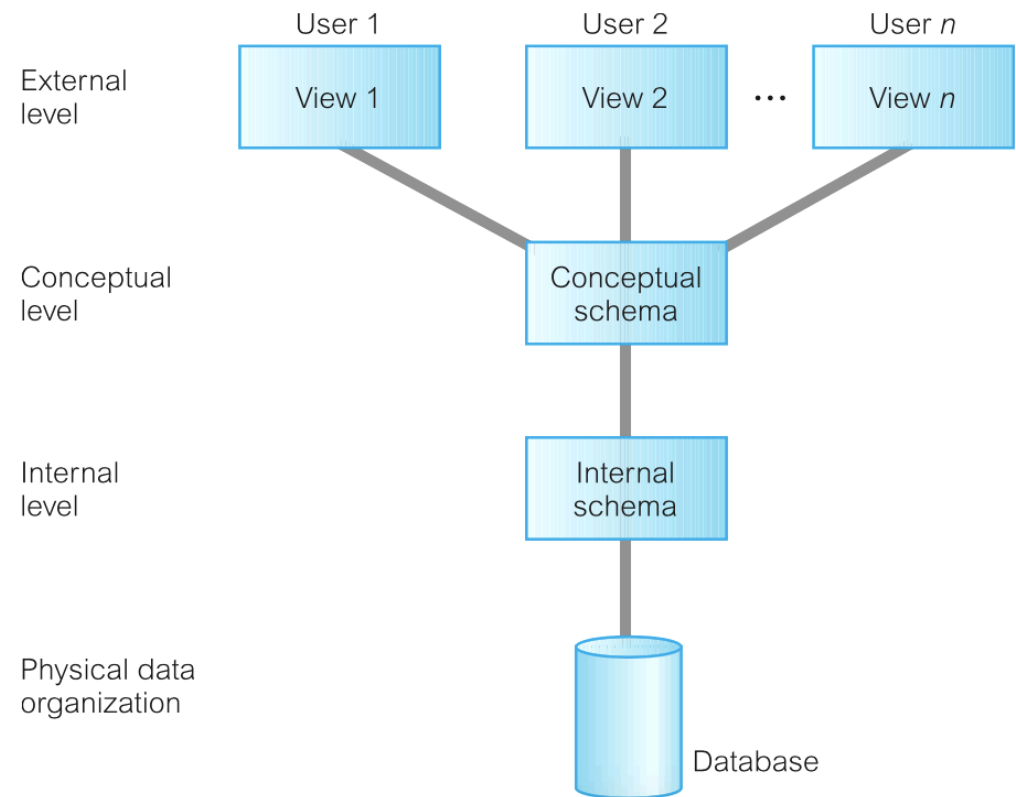 User 1
User 2
User n
External
level
View 1
View 2
...
View n
Conceptual
level
Conceptual
schema
Internal
level
Internal
schema
Physical data
organization
Database